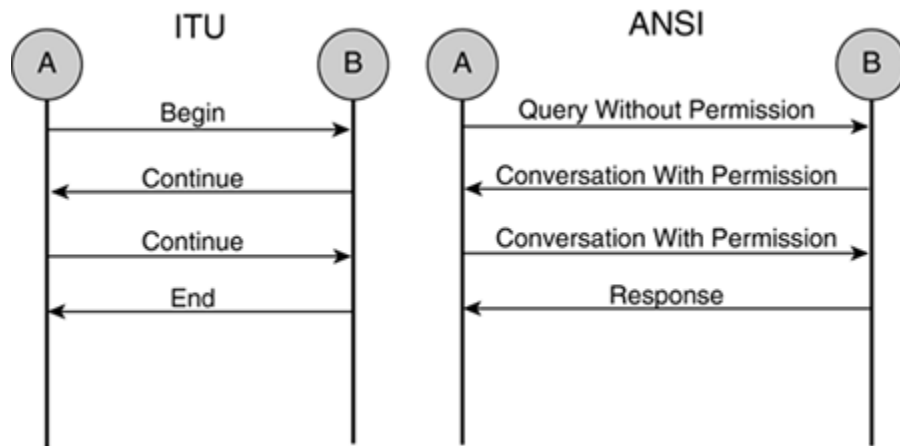 ITU
A
B
Begin
Continue
Continue
End
ANSI
A
B
Query Without Permission
Conversation With Permission
Conversation With Permission
Response